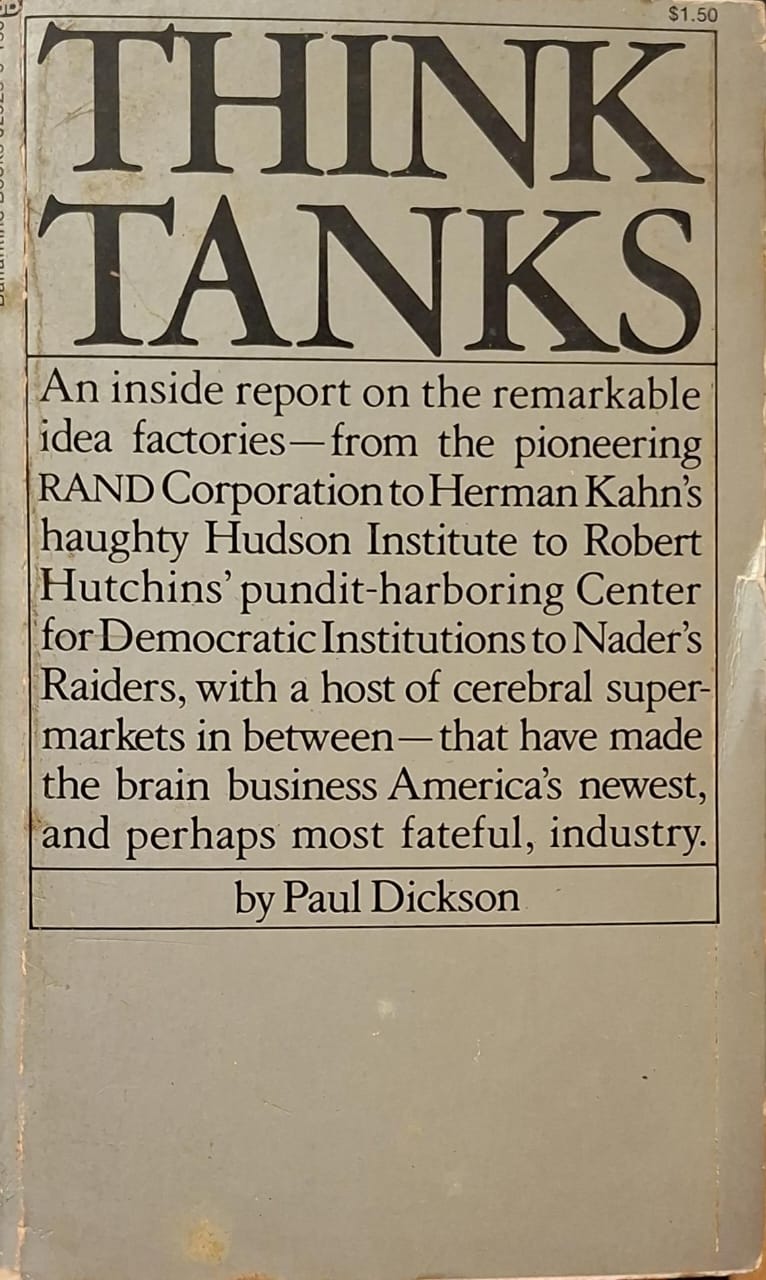 $1.50
THINK
TANKS
An inside report on the remarkable
idea factories—from the pioneering
RAND Corporation to Herman Kahn's
haughty Hudson Institute to Robert
Hutchins' pundit-harboring Center
for Democratic Institutions to Nader's
Raiders, with a host of cerebral super-
markets in between—that have made
the brain business America's newest,
and perhaps most fateful, industry.
by Paul Dickson